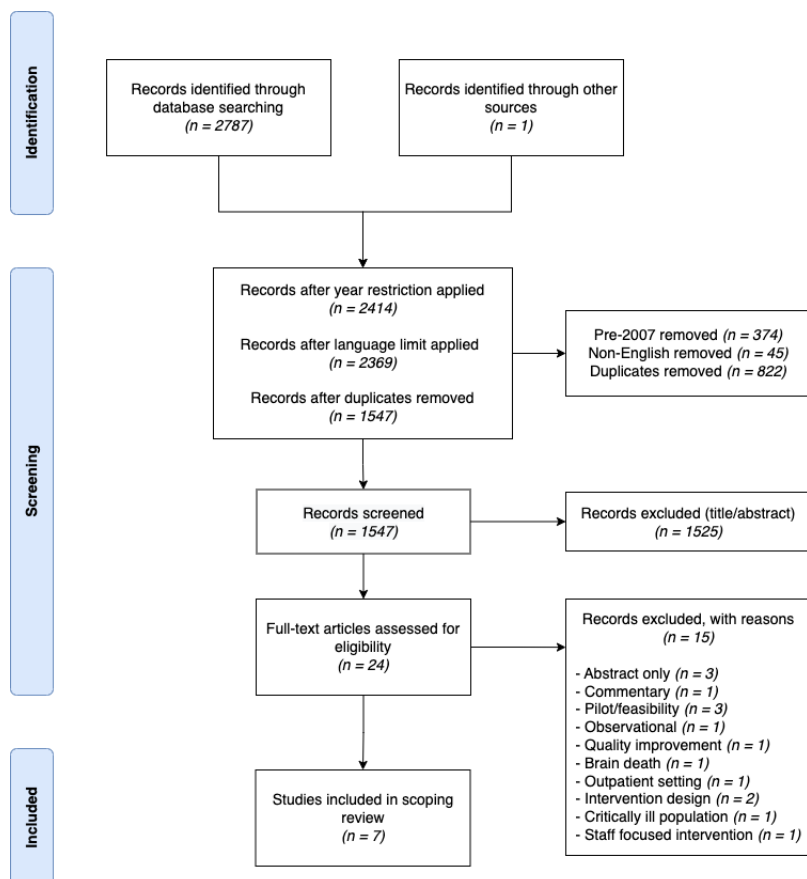 Identification
Records identified through
database searching
(n = 2787)
Records identified through other
sources
(n = 1)
Screening
Records after year restriction applied
(n = 2414)
Records after language limit applied
(n = 2369)
Records after duplicates removed
(n = 1547)
Pre-2007 removed (n = 374)
Non-English removed (n = 45)
Duplicates removed (n = 822)
Records screened
(n = 1547)
Records excluded (title/abstract)
(n = 1525)
Full-text articles assessed for
eligibility
(n = 24)
Records excluded, with reasons
(n = 15)
- Abstract only (n = 3)
- Commentary (n = 1)
- Pilot/feasibility (n = 3)
- Observational (n = 1)
- Quality improvement (n = 1)
- Brain death (n = 1)
- Outpatient setting (n = 1)
- Intervention design (n = 2)
- Critically ill population (n = 1)
- Staff focused intervention (n = 1)
Included
Studies included in scoping
review
(n = 7)